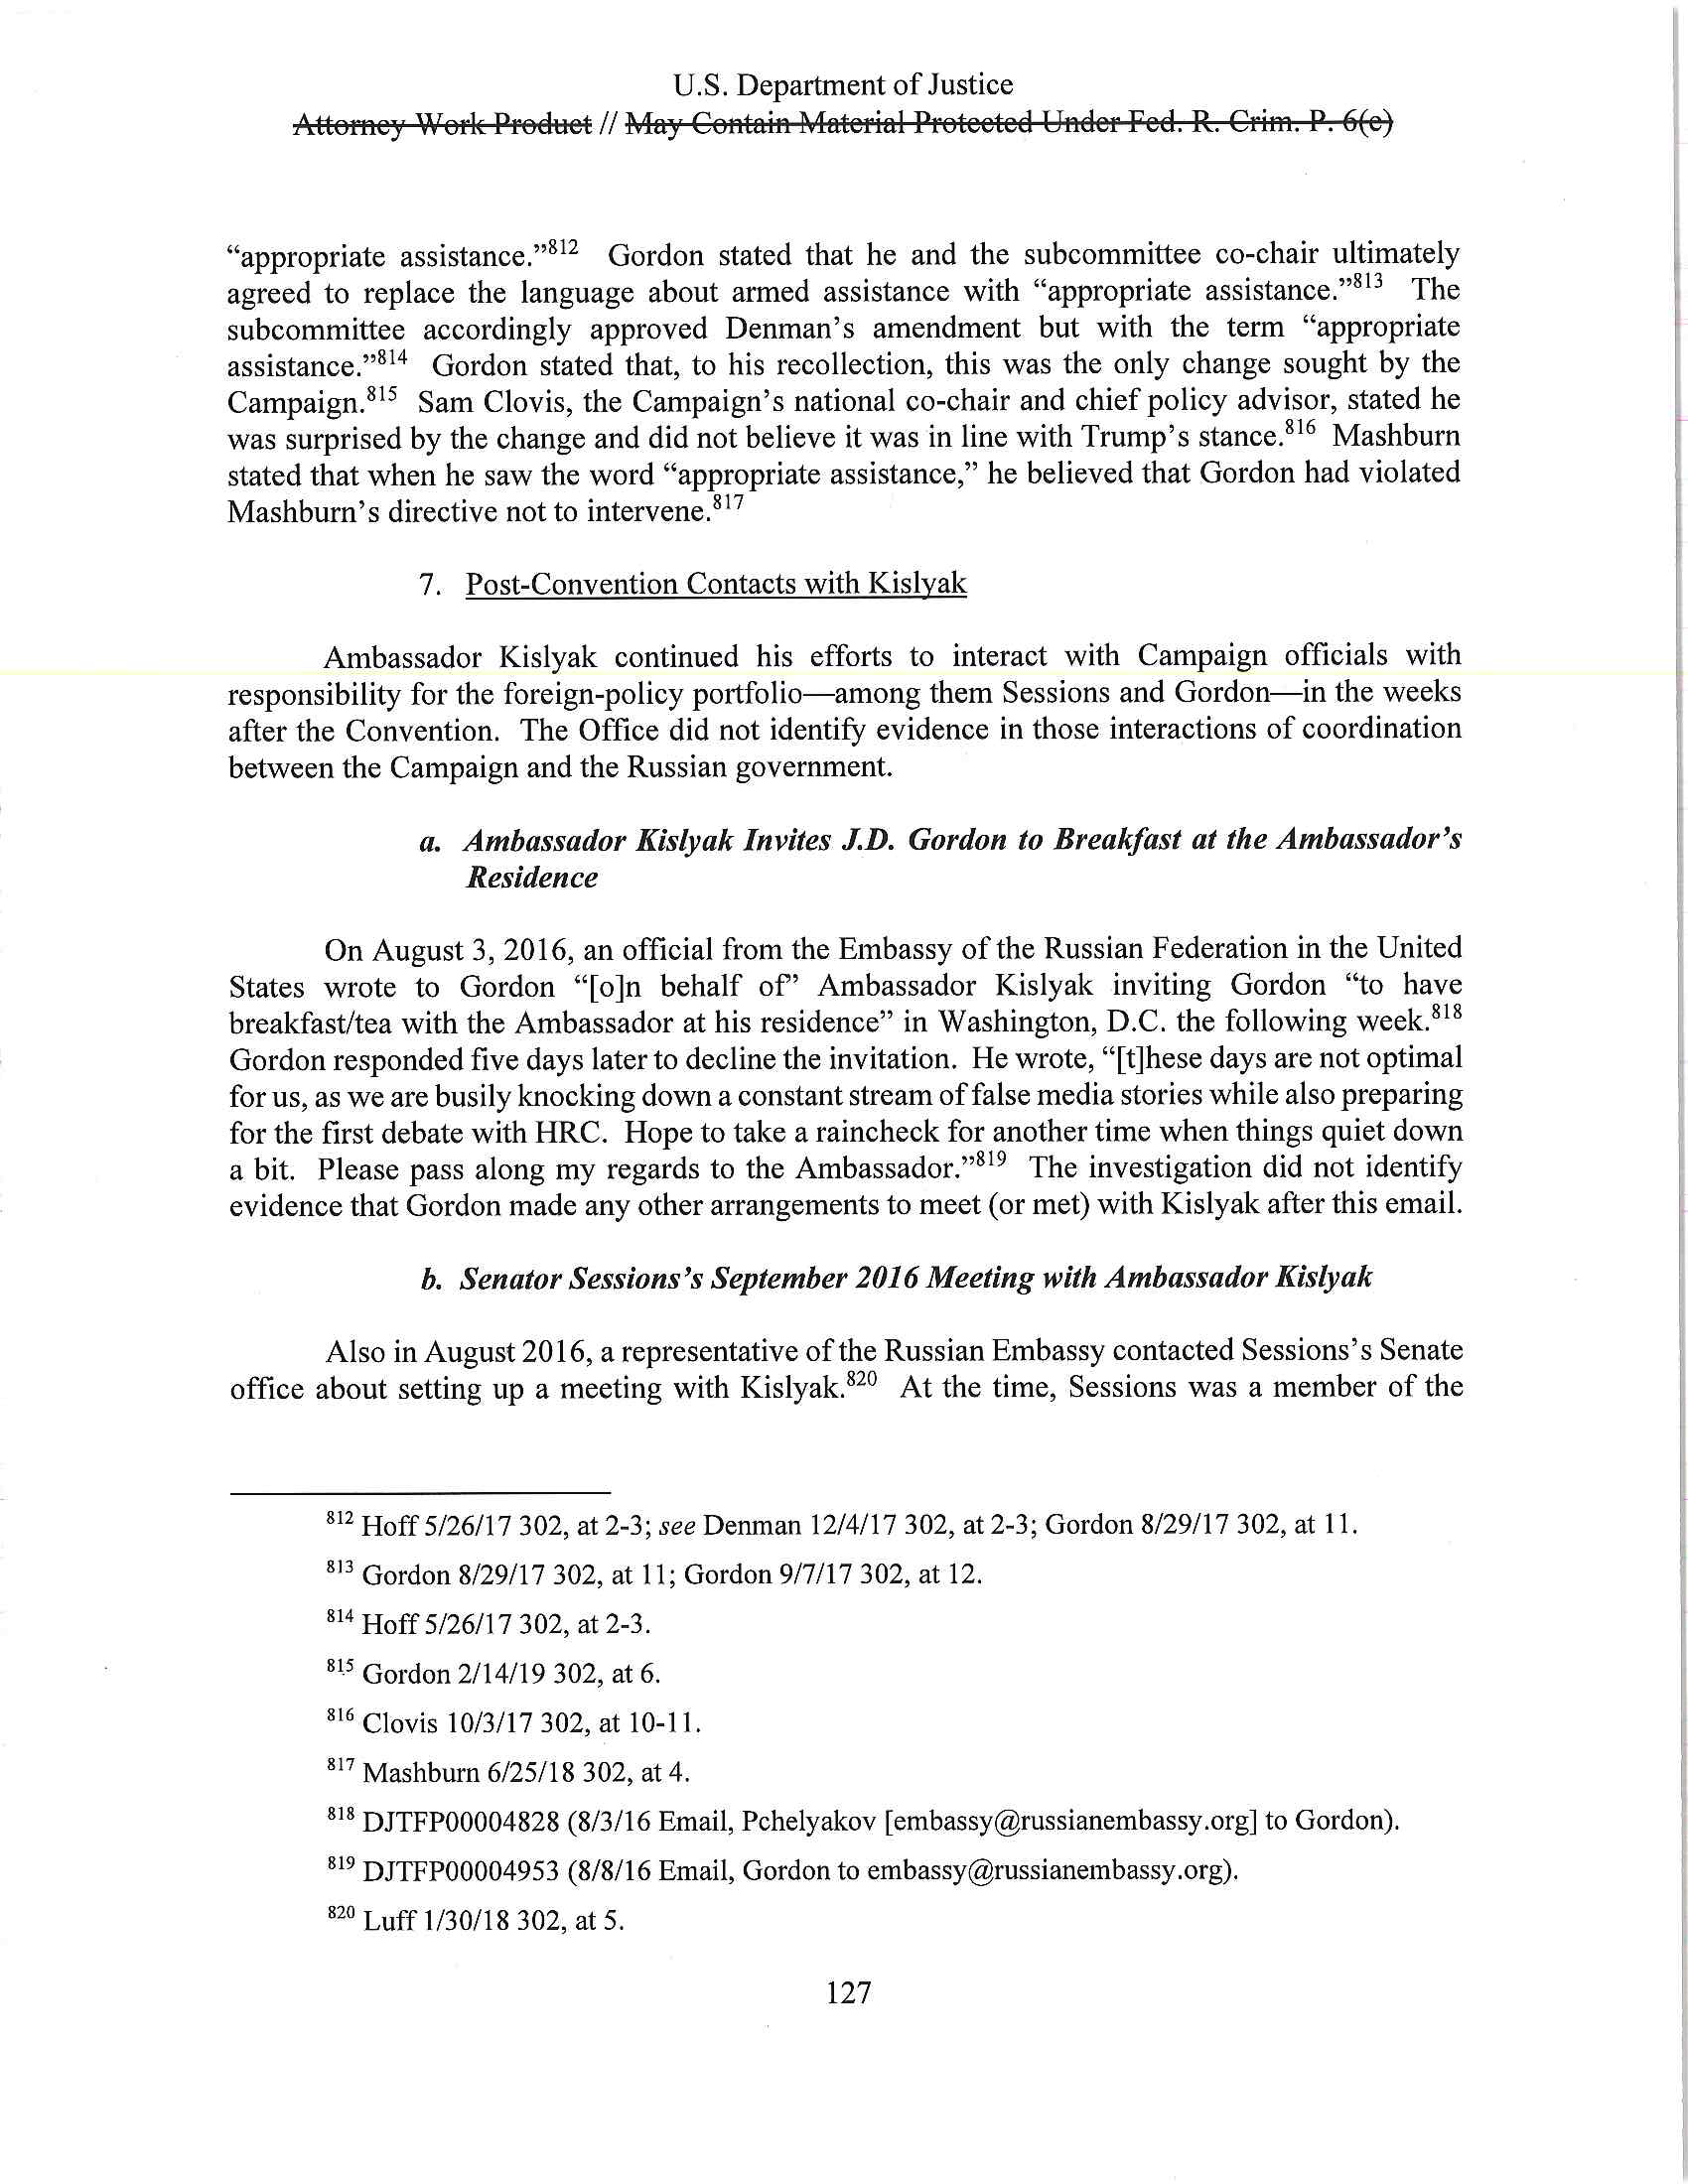 U.S. Department of Justice
Attorney Work Product // May Contain Material Protected Under Fed. R. Crim. P. 6(e)
“appropriate assistance.”812 Gordon stated that he and the subcommittee co-chair ultimately
agreed to replace the language about armed assistance with “appropriate assistance.”813 The
subcommittee accordingly approved Denman’s amendment but with the term “appropriate
assistance.”814 Gordon stated that, to his recollection, this was the only change sought by the
Campaign.815 Sam Clovis, the Campaign’s national co-chair and chief policy advisor, stated he
was surprised by the change and did not believe it was in line with Trump’s stance.816 Mashburn
stated that when he saw the word “appropriate assistance,” he believed that Gordon had violated
Mashburn’s directive not to intervene.817
7. Post-Convention Contacts with Kislyak
Ambassador Kislyak continued his efforts to interact with Campaign officials with
responsibility for the foreign-policy portfolio—among them Sessions and Gordon—in the weeks
after the Convention. The Office did not identify evidence in those interactions of coordination
between the Campaign and the Russian government.
a. Ambassador Kislyak Invites J.D. Gordon to Breakfast at the Ambassador’s
Residence
On August 3, 2016, an official from the Embassy of the Russian Federation in the United
States wrote to Gordon “[o]n behalf of” Ambassador Kislyak inviting Gordon “to have
breakfast/tea with the Ambassador at his residence” in Washington, D.C. the following week.818
Gordon responded five days later to decline the invitation. He wrote, “[t]hese days are not optimal
for us, as we are busily knocking down a constant stream of false media stories while also preparing
for the first debate with HRC. Hope to take a raincheck for another time when things quiet down
a bit. Please pass along my regards to the Ambassador.”819 The investigation did not identify
evidence that Gordon made any other arrangements to meet (or met) with Kislyak after this email.
b. Senator Sessions’s September 2016 Meeting with Ambassador Kislyak
Also in August 2016, a representative of the Russian Embassy contacted Sessions’s Senate
office about setting up a meeting with Kislyak.820 At the time, Sessions was a member of the
812 Hoff 5/26/17 302, at 2-3; see Denman 12/4/17 302, at 2-3; Gordon 8/29/17 302, at 11.
813 Gordon 8/29/17 302, at 11; Gordon 9/7/17 302, at 12.
814 Hoff 5/26/17 302, at 2-3.
815 Gordon 2/14/19 302, at 6.
816 Clovis 10/3/17 302, at 10-11.
817 Mashburn 6/25/18 302, at 4.
818 DJTFP00004828 (8/3/16 Email, Pchelyakov [embassy@russianembassy.org] to Gordon).
819 DJTFP00004953 (8/8/16 Email, Gordon to embassy@russianembassy.org).
820 Luff 1/30/18 302, at 5.
127